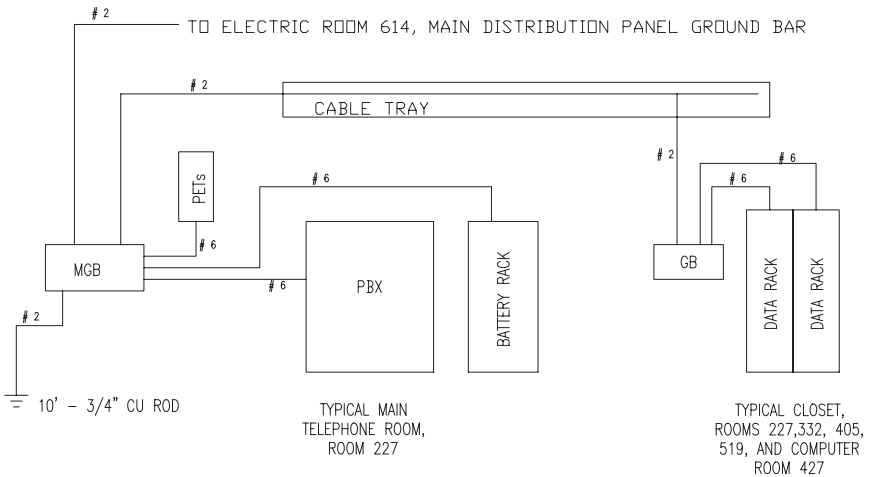 # 2
TO ELECTRIC ROOM 614, MAIN DISTRIBUTION PANEL GROUND BAR
# 2
CABLE TRAY
# 2
# 6
PETs
# 6
# 6
# 6
MGB
GB
# 6
PBX
BATTERY RACK
DATA RACK
DATA RACK
# 2
10' – 3/4" CU ROD
TYPICAL MAIN
TELEPHONE ROOM,
ROOM 227
TYPICAL CLOSET,
ROOMS 227,332, 405,
519, AND COMPUTER
ROOM 427